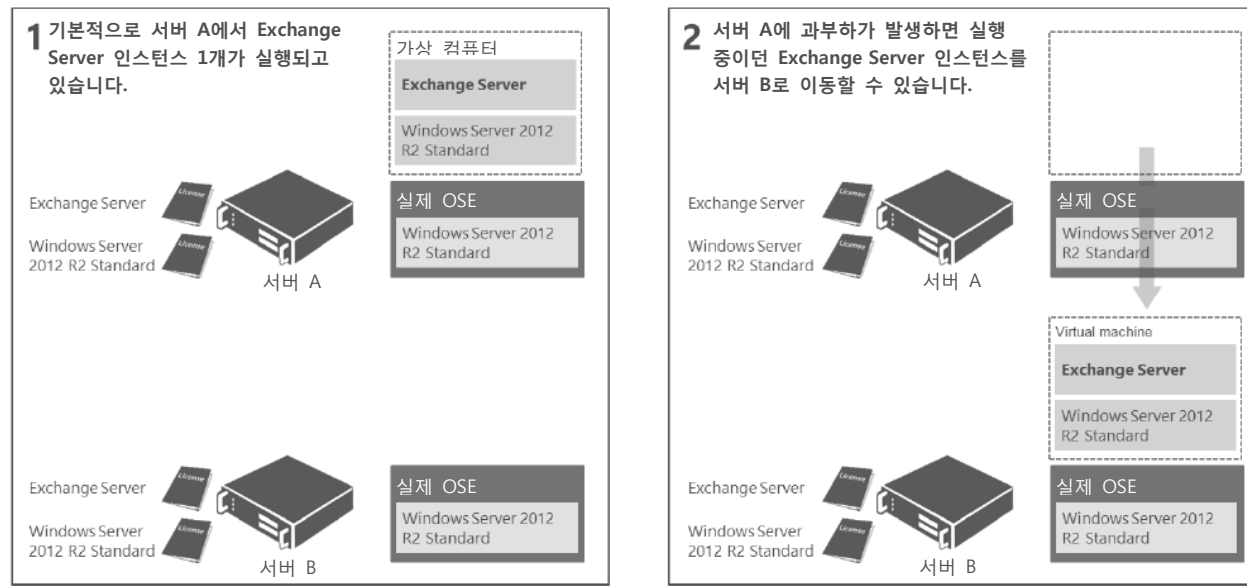 1 기본적으로 서버 A에서 Exchange
Server 인스턴스 1개가 실행되고
있습니다.
가상 컴퓨터
Exchange Server
Windows Server 2012
R2 Standard
Exchange Server
License
Windows Server
2012 R2 Standard
License
서버 A
실제 OSE
Windows Server 2012
R2 Standard
Exchange Server
License
Windows Server
2012 R2 Standard
License
서버 B
실제 OSE
Windows Server 2012
R2 Standard
2 서버 A에 과부하가 발생하면 실행
중이던 Exchange Server 인스턴스를
서버 B로 이동할 수 있습니다.
Exchange Server
License
Windows Server
2012 R2 Standard
License
서버 A
실제 OSE
Windows Server 2012
R2 Standard
Virtual machine
Exchange Server
Windows Server 2012
R2 Standard
Exchange Server
License
Windows Server
2012 R2 Standard
License
서버 B
실제 OSE
Windows Server 2012
R2 Standard